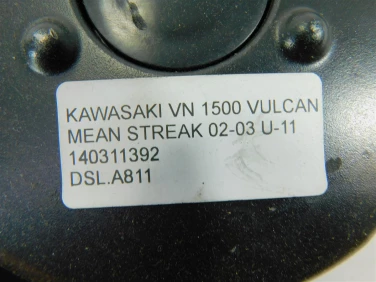 KAWASAKI VN 1500 VULCAN
MEAN STREAK 02-03 U-11
140311392
DSL.A811